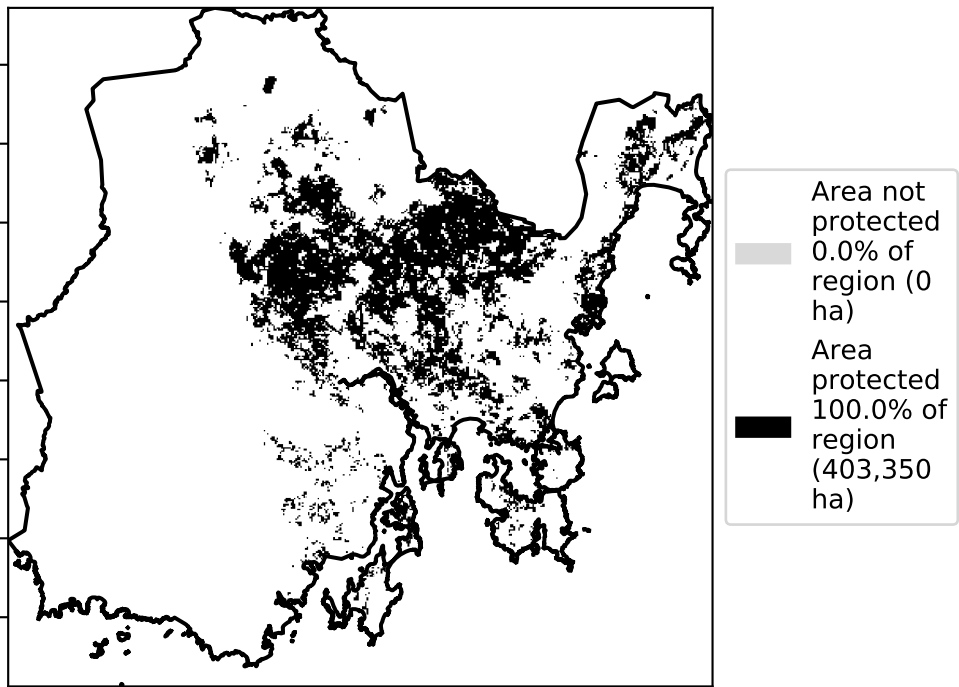 Area not
protected
0.0% of
region (0
ha)
Area
protected
100.0% of
region
(403,350
ha)